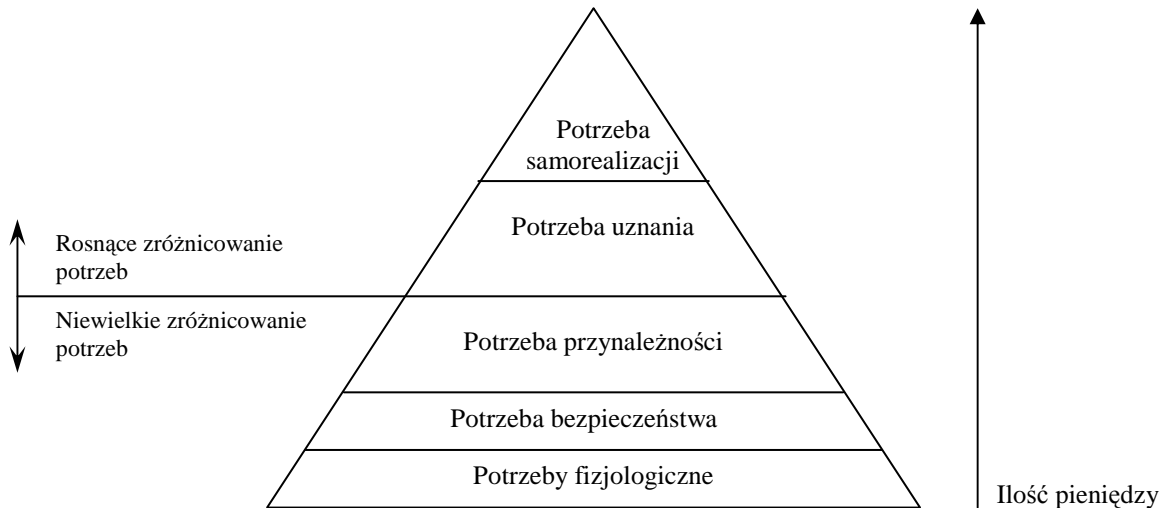 Potrzeba
samorealizacji
Potrzeba uznania
Rosnące zróżnicowanie
potrzeb
Niewielkie zróżnicowanie
potrzeb
Potrzeba przynależności
Potrzeba bezpieczeństwa
Potrzeby fizjologiczne
Ilość pieniędzy